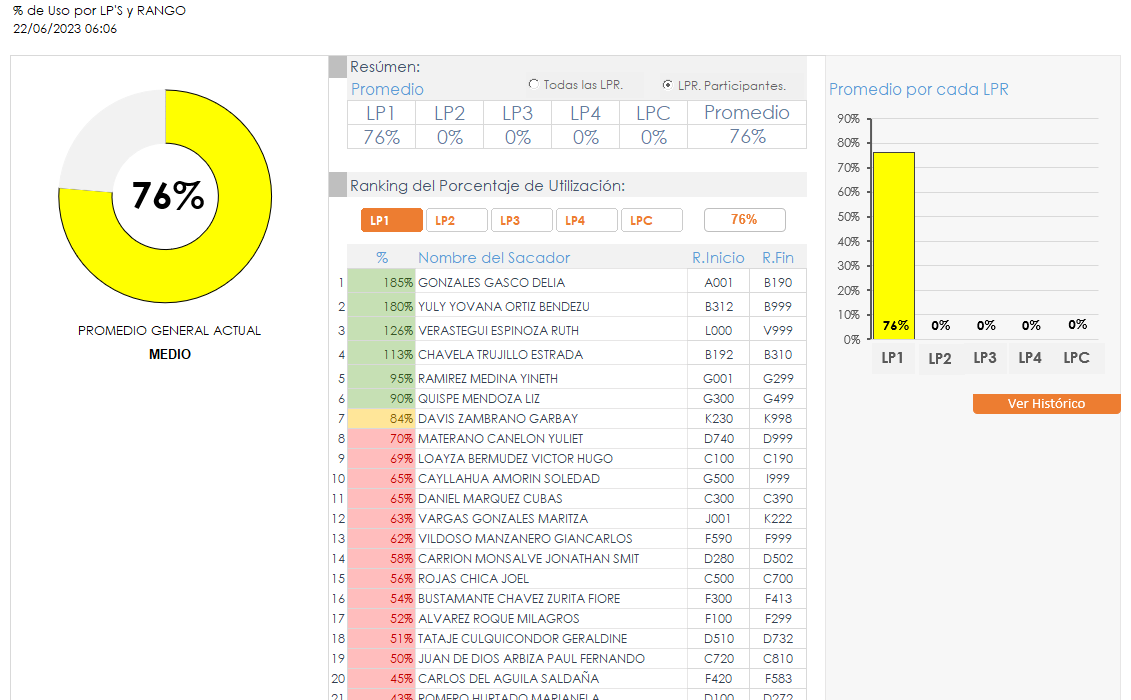 % de Uso por LP'S y RANGO
22/06/2023 06:06
76%
PROMEDIO GENERAL ACTUAL
MEDIO
Resúmen:
Promedio
Todas las LPR.
LPR. Participantes.
LP1 LP2 LP3 LP4 LPC Promedio
76% 0% 0% 0% 0% 76%
Ranking del Porcentaje de Utilización:
LP1 LP2 LP3 LP4 LPC 76%
% Nombre del Sacador R.Inicio R.Fin
1 185% GONZALES GASCO DELIA A001 B190
2 180% YULY YOVANA ORTIZ BENDEZU B312 B999
3 126% VERASTEGUI ESPINOZA RUTH L000 V999
4 113% CHAVELA TRUJILLO ESTRADA B192 B310
5 95% RAMIREZ MEDINA YINETH G001 G299
6 90% QUISPE MENDOZA LIZ G300 G499
7 84% DAVIS ZAMBRANO GARBAY K230 K998
8 70% MATERANO CANELON YULIET D740 D999
9 69% LOAYZA BERMUDEZ VICTOR HUGO C100 C190
10 65% CAYLLAHUA AMORIN SOLEDAD G500 I999
11 65% DANIEL MARQUEZ CUBAS C300 C390
12 63% VARGAS GONZALES MARITZA J001 K222
13 62% VILDOSO MANZANERO GIANCARLOS F590 F999
14 58% CARRION MONSALVE JONATHAN SMIT D280 D502
15 56% ROJAS CHICA JOEL C500 C700
16 54% BUSTAMANTE CHAVEZ ZURITA FIORE F300 F413
17 52% ALVAREZ ROQUE MILAGROS F100 F299
18 51% TATAJE CULQUICONDOR GERALDINE D510 D732
19 50% JUAN DE DIOS ARBIZA PAUL FERNANDO C720 C810
20 45% CARLOS DEL AGUILA SALDAÑA F420 F583
21 43% ROMERO HURTADO MARIANELA D100 D272
Promedio por cada LPR
90%
80%
70%
60%
50%
40%
30%
20%
10%
0%
76% 0% 0% 0% 0%
LP1 LP2 LP3 LP4 LPC
Ver Histórico